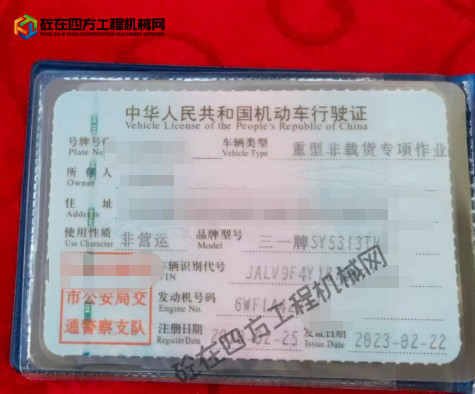 砼在四方工程机械网
中华人民共和国机动车行驶证
Vehicle License of the People's Republic of China
号牌号
Plate No
车辆类型
Vehicle Type
重型非载货专项作业
所 有 人
Owner
住 址
Address
使用性质
Use Character
非营运
品牌型号
Model
三一牌SY5313TH
车辆识别代号
VIN
JALV9F4Y
发动机号码
Engine No.
6WF1
市公安局交
通警察支队
注册日期
Register Date
02-25
发证日期
Issue Date
2023-02-22
砼在四方工程机械网